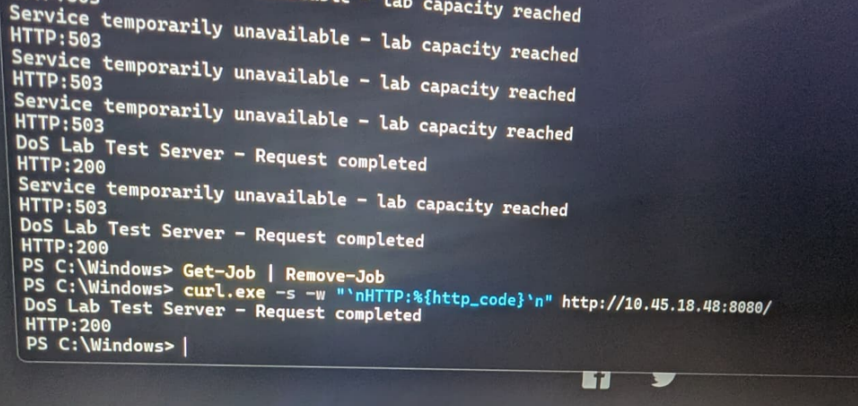 lab capacity reached
Service temporarily unavailable - lab capacity reached
HTTP:503
Service temporarily unavailable - lab capacity reached
HTTP:503
Service temporarily unavailable - lab capacity reached
HTTP:503
DoS Lab Test Server - Request completed
HTTP:200
Service temporarily unavailable - lab capacity reached
HTTP:503
DoS Lab Test Server - Request completed
HTTP:200
PS C:\Windows> Get-Job | Remove-Job
PS C:\Windows> curl.exe -s -w "`nHTTP:%{http_code}`n" http://10.45.18.48:8080/
DoS Lab Test Server - Request completed
HTTP:200
PS C:\Windows>